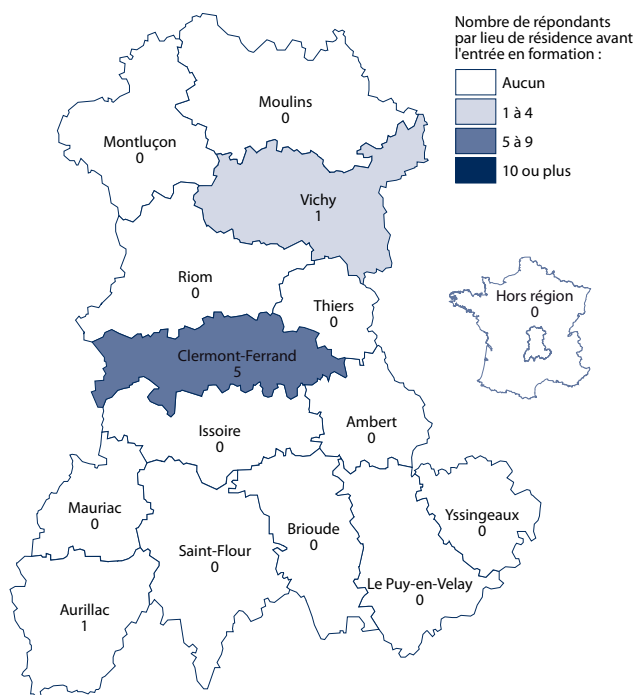 Nombre de répondants
par lieu de résidence avant
l'entrée en formation :
Aucun
1 à 4
5 à 9
10 ou plus
Moulins
0
Montluçon
0
Vichy
1
Riom
0
Thiers
0
Hors région
0
Clermont-Ferrand
5
Ambert
0
Issoire
0
Mauriac
0
Saint-Flour
0
Brioude
0
Yssingeaux
0
Le Puy-en-Velay
0
Aurillac
1